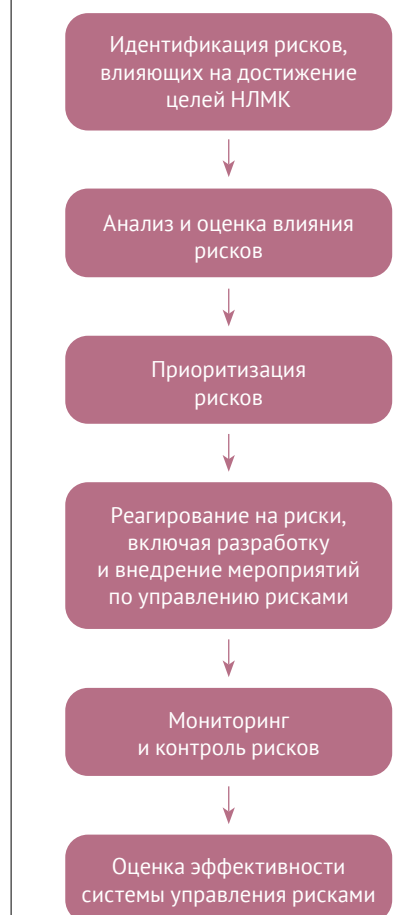 Идентификация рисков,
влияющих на достижение
целей НЛМК
Анализ и оценка влияния
рисков
Приоритизация
рисков
Реагирование на риски,
включая разработку
и внедрение мероприятий
по управлению рисками
Мониторинг
и контроль рисков
Оценка эффективности
системы управления рисками